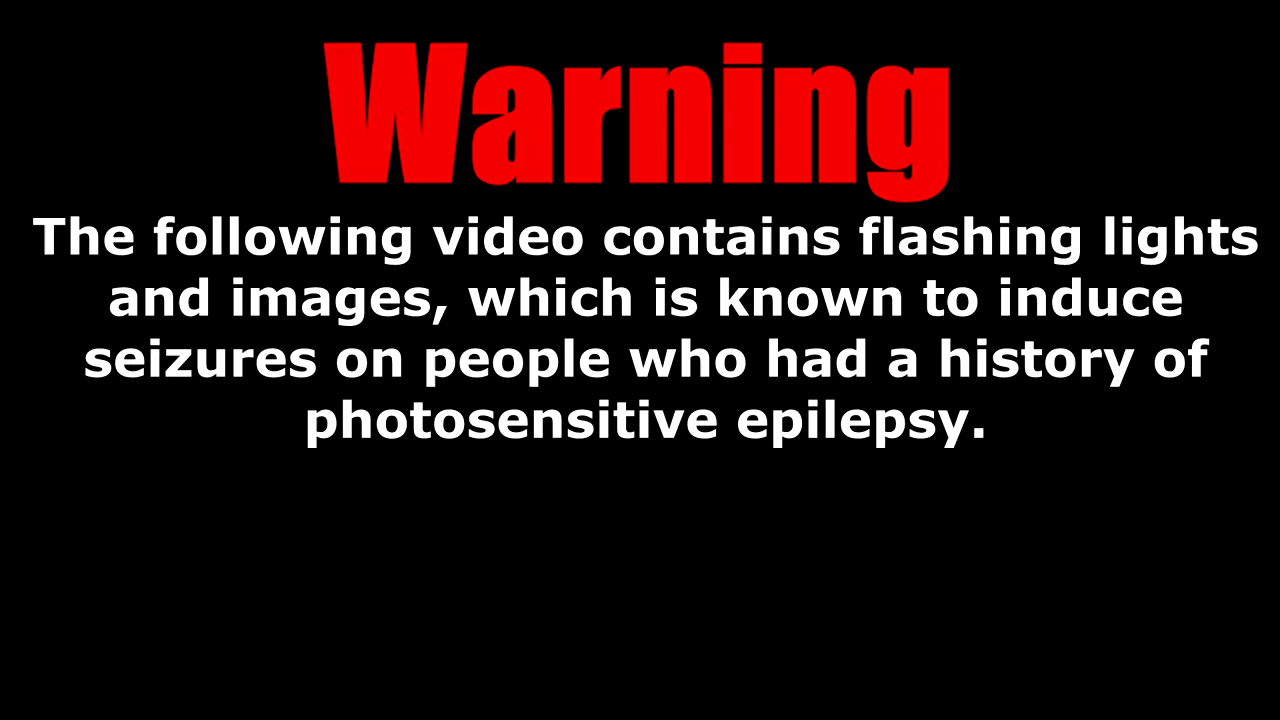 Warning
The following video contains flashing lights
and images, which is known to induce
seizures on people who had a history of
photosensitive epilepsy.